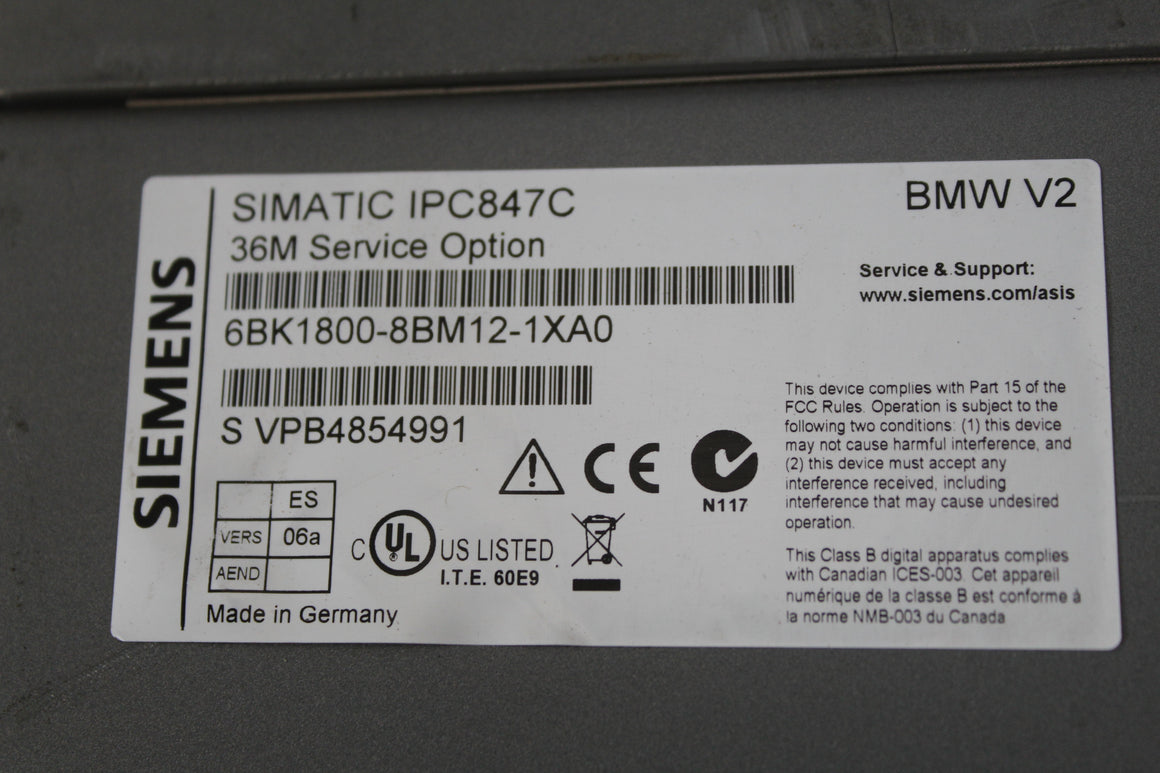 SIEMENS
SIMATIC IPC847C
BMW V2
36M Service Option
6BK1800-8BM12-1XA0
S VPB4854991
Service & Support:
www.siemens.com/asis
ES
VERS 06a
AEND
C UL US LISTED
I.T.E. 60E9
CE
N117
Made in Germany
This device complies with Part 15 of the
FCC Rules. Operation is subject to the
following two conditions: (1) this device
may not cause harmful interference, and
(2) this device must accept any
interference received, including
interference that may cause undesired
operation.
This Class B digital apparatus complies
with Canadian ICES-003. Cet appareil
numérique de la classe B est conforme à
la norme NMB-003 du Canada